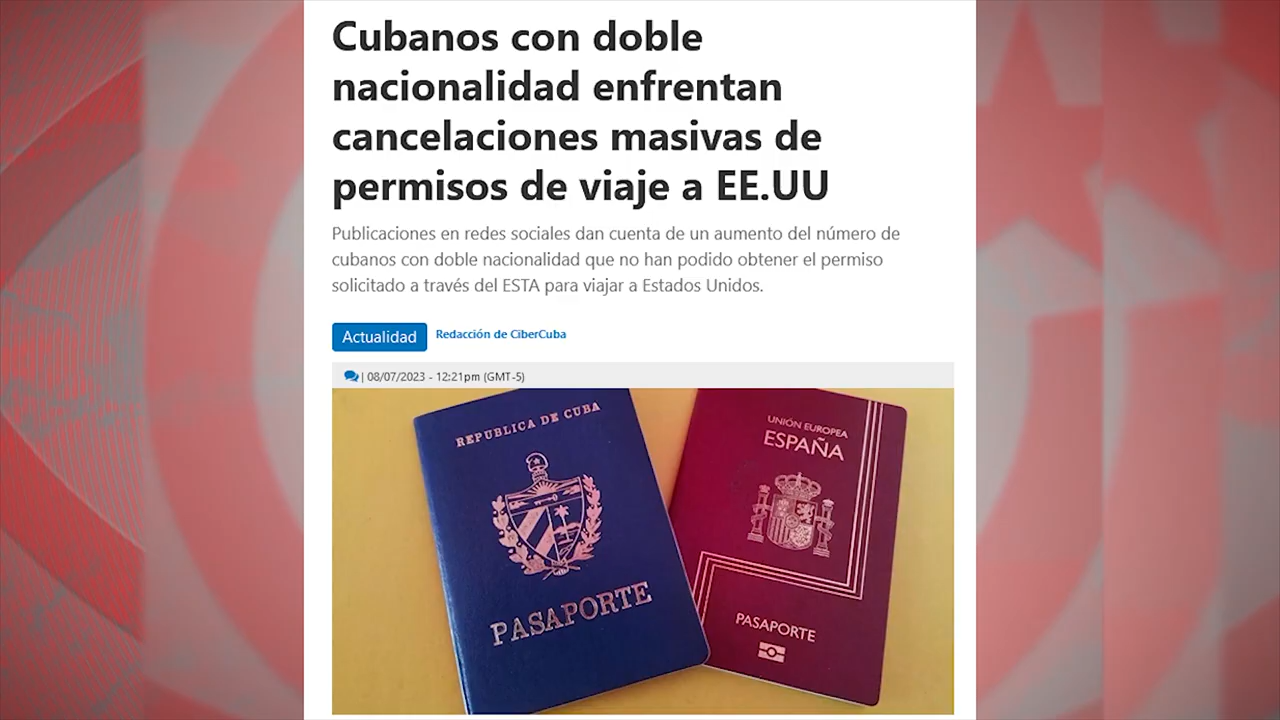 Cubanos con doble
nacionalidad enfrentan
cancelaciones masivas de
permisos de viaje a EE.UU
Publicaciones en redes sociales dan cuenta de un aumento del número de
cubanos con doble nacionalidad que no han podido obtener el permiso
solicitado a través del ESTA para viajar a Estados Unidos.
Actualidad Redacción de CiberCuba
| 08/07/2023 - 12:21pm (GMT-5)
REPUBLICA DE CUBA
PASAPORTE
UNIÓN EUROPEA
ESPAÑA
PASAPORTE